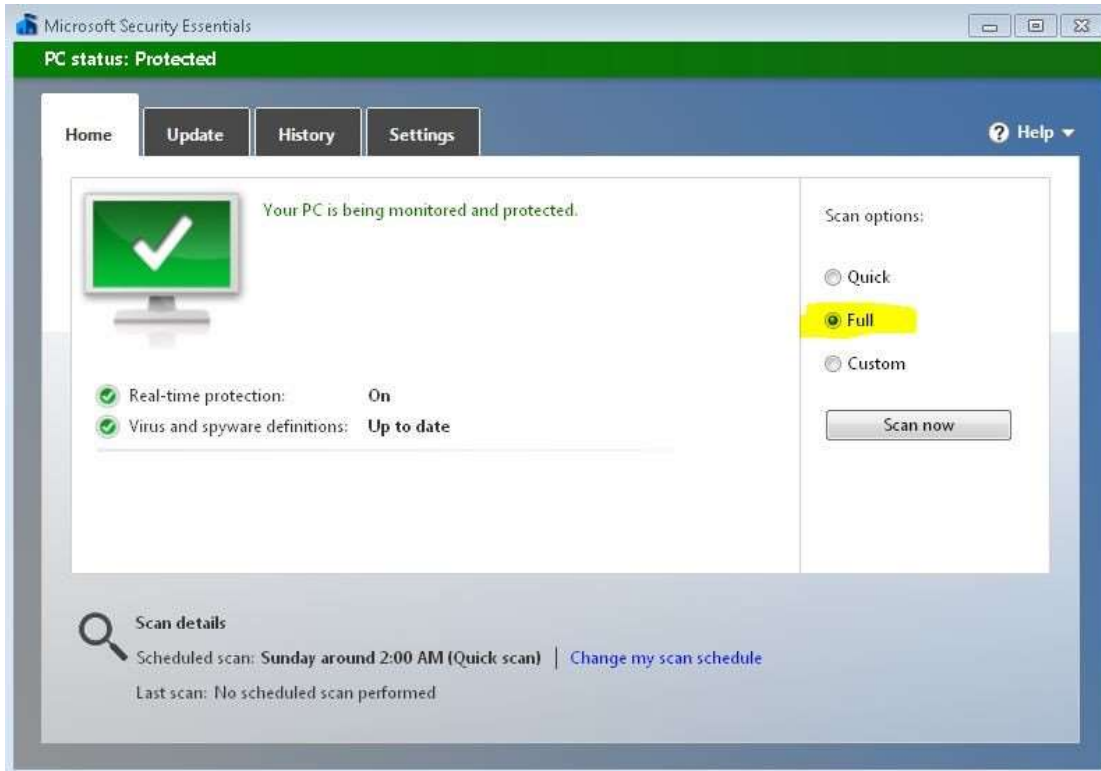 Microsoft Security Essentials
PC status: Protected
Home Update History Settings Help
Your PC is being monitored and protected.
Scan options:
Quick
Full
Custom
Real-time protection: On
Virus and spyware definitions: Up to date
Scan now
Scan details
Scheduled scan: Sunday around 2:00 AM (Quick scan) | Change my scan schedule
Last scan: No scheduled scan performed